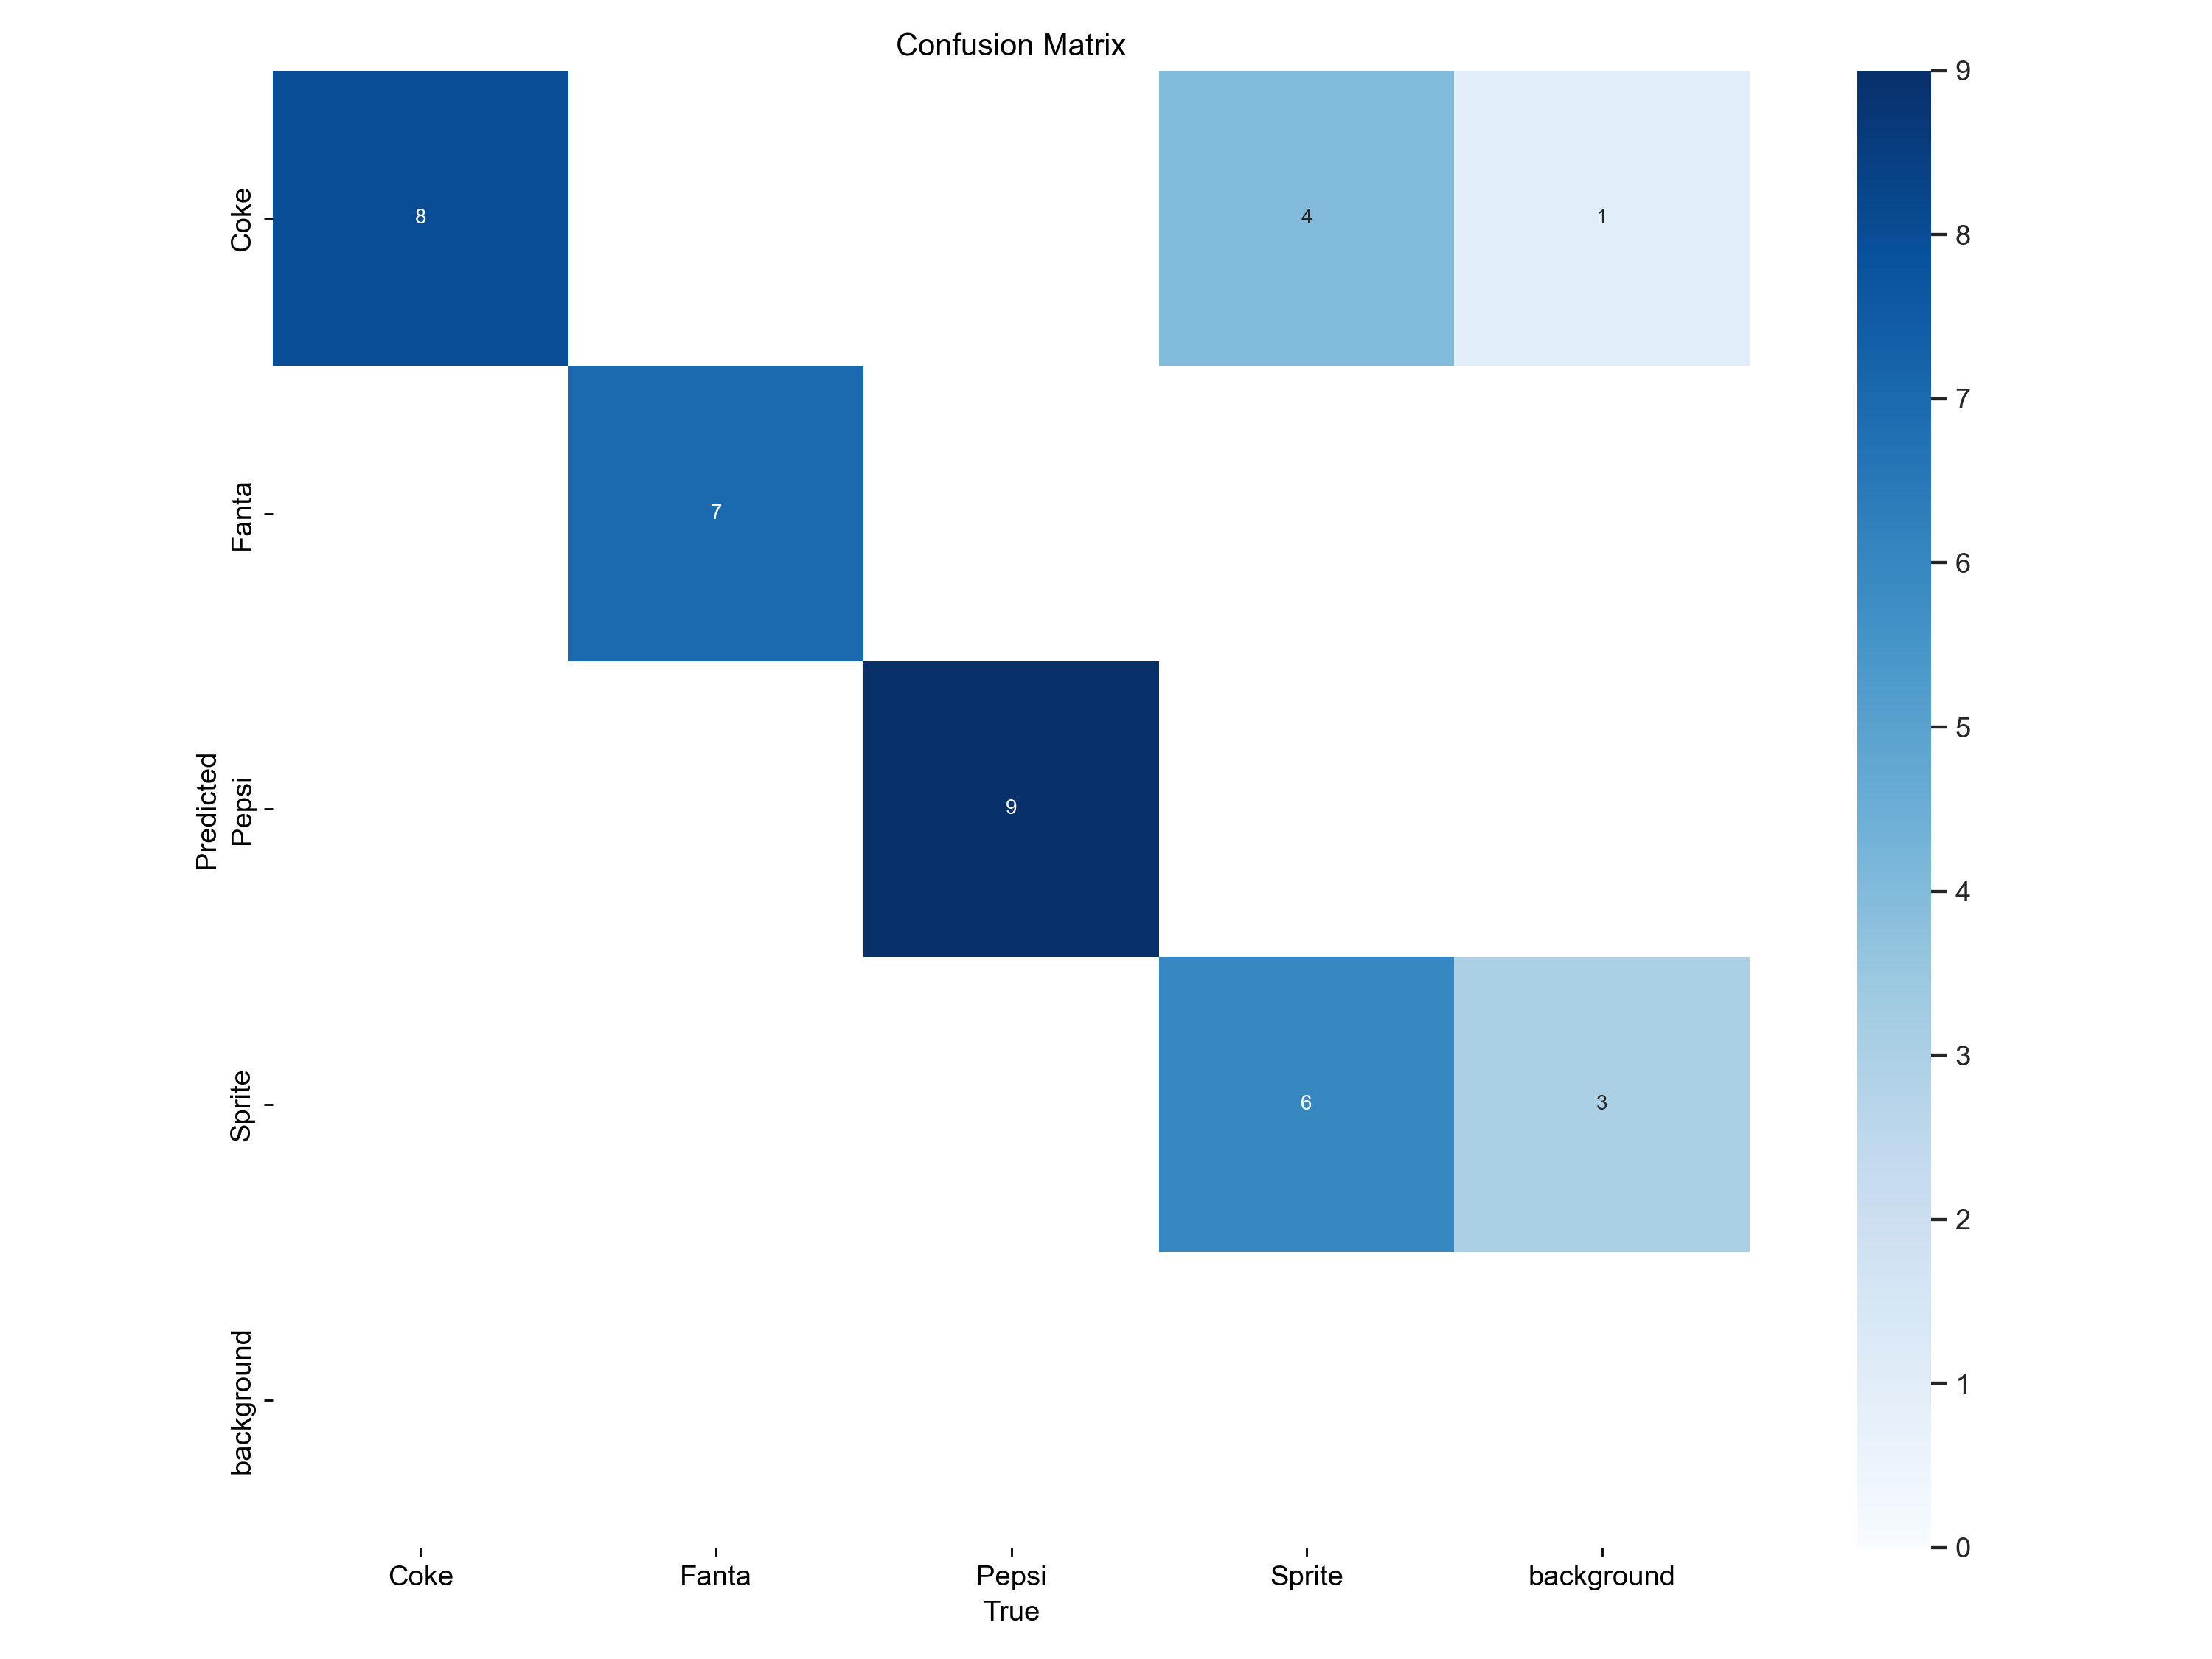 Confusion Matrix
Predicted
Coke
Fanta
Pepsi
Sprite
background
8 4 1
7
9
6 3
Coke Fanta Pepsi Sprite background
True
9
8
7
6
5
4
3
2
1
0